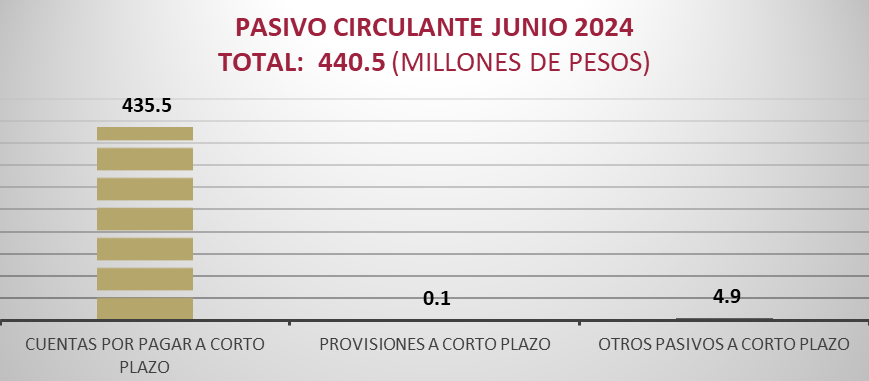 PASIVO CIRCULANTE JUNIO 2024
TOTAL: 440.5 (MILLONES DE PESOS)
435.5
0.1
4.9
CUENTAS POR PAGAR A CORTO
PLAZO
PROVISIONES A CORTO PLAZO
OTROS PASIVOS A CORTO PLAZO